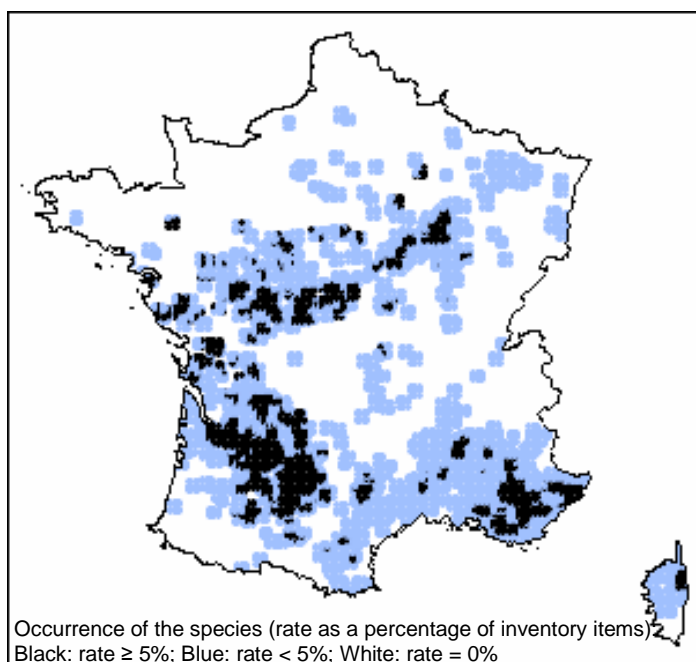 Occurrence of the species (rate as a percentage of inventory items)
Black: rate ≥ 5%; Blue: rate < 5%; White: rate = 0%